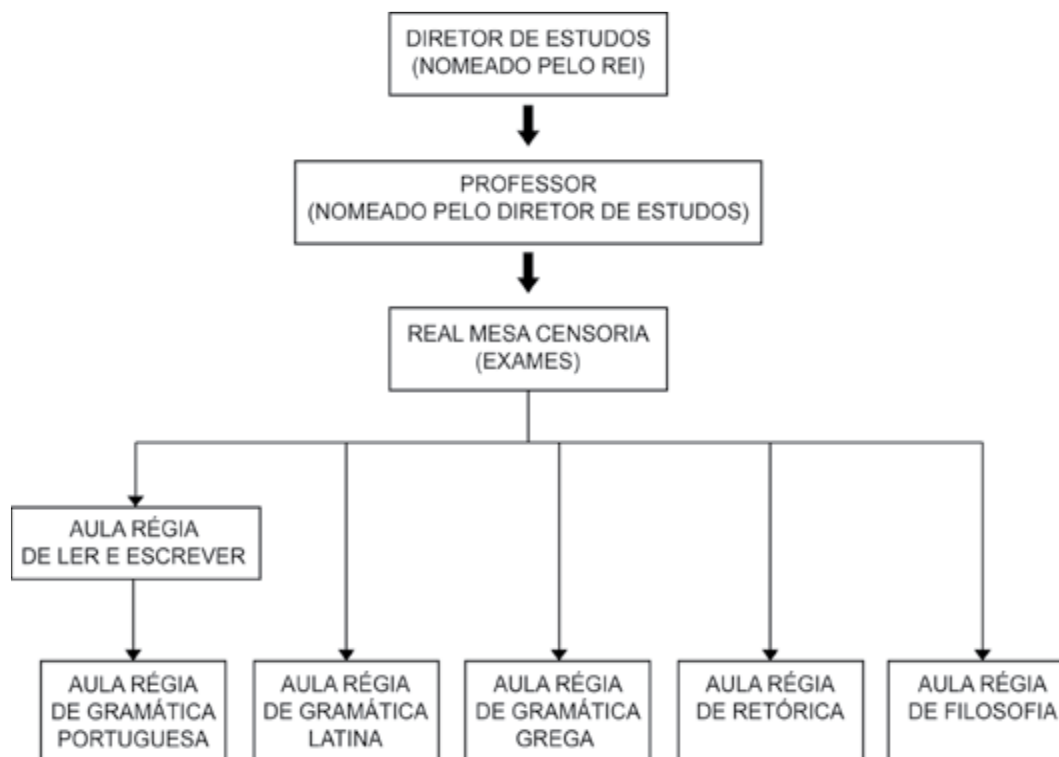 DIRETOR DE ESTUDOS
(NOMEADO PELO REI)
PROFESSOR
(NOMEADO PELO DIRETOR DE ESTUDOS)
REAL MESA CENSORIA
(EXAMES)
AULA RÉGIA
DE LER E ESCREVER
AULA RÉGIA
DE GRAMÁTICA
PORTUGUESA
AULA RÉGIA
DE GRAMÁTICA
LATINA
AULA RÉGIA
DE GRAMÁTICA
GREGA
AULA RÉGIA
DE RETÓRICA
AULA RÉGIA
DE FILOSOFIA